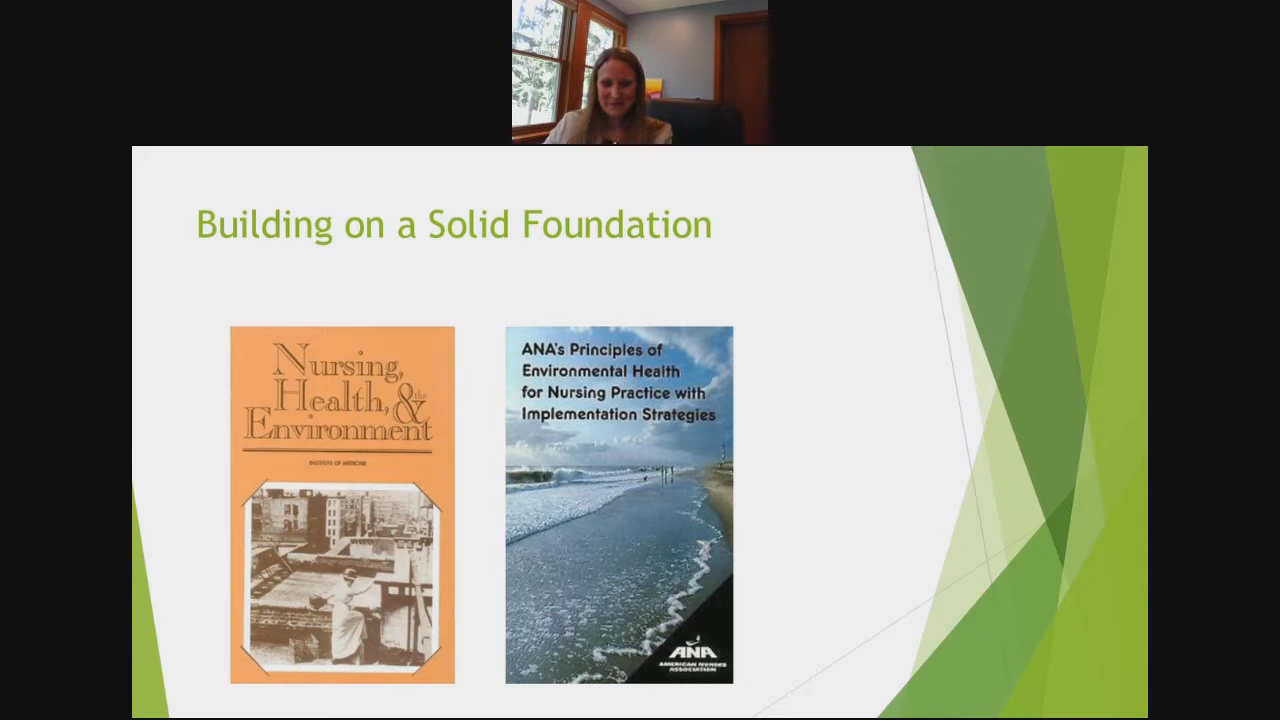 Building on a Solid Foundation
Nursing,
Health, & the
Environment
INSTITUTE OF MEDICINE
ANA's Principles of
Environmental Health
for Nursing Practice with
Implementation Strategies
ANA
AMERICAN NURSES
ASSOCIATION